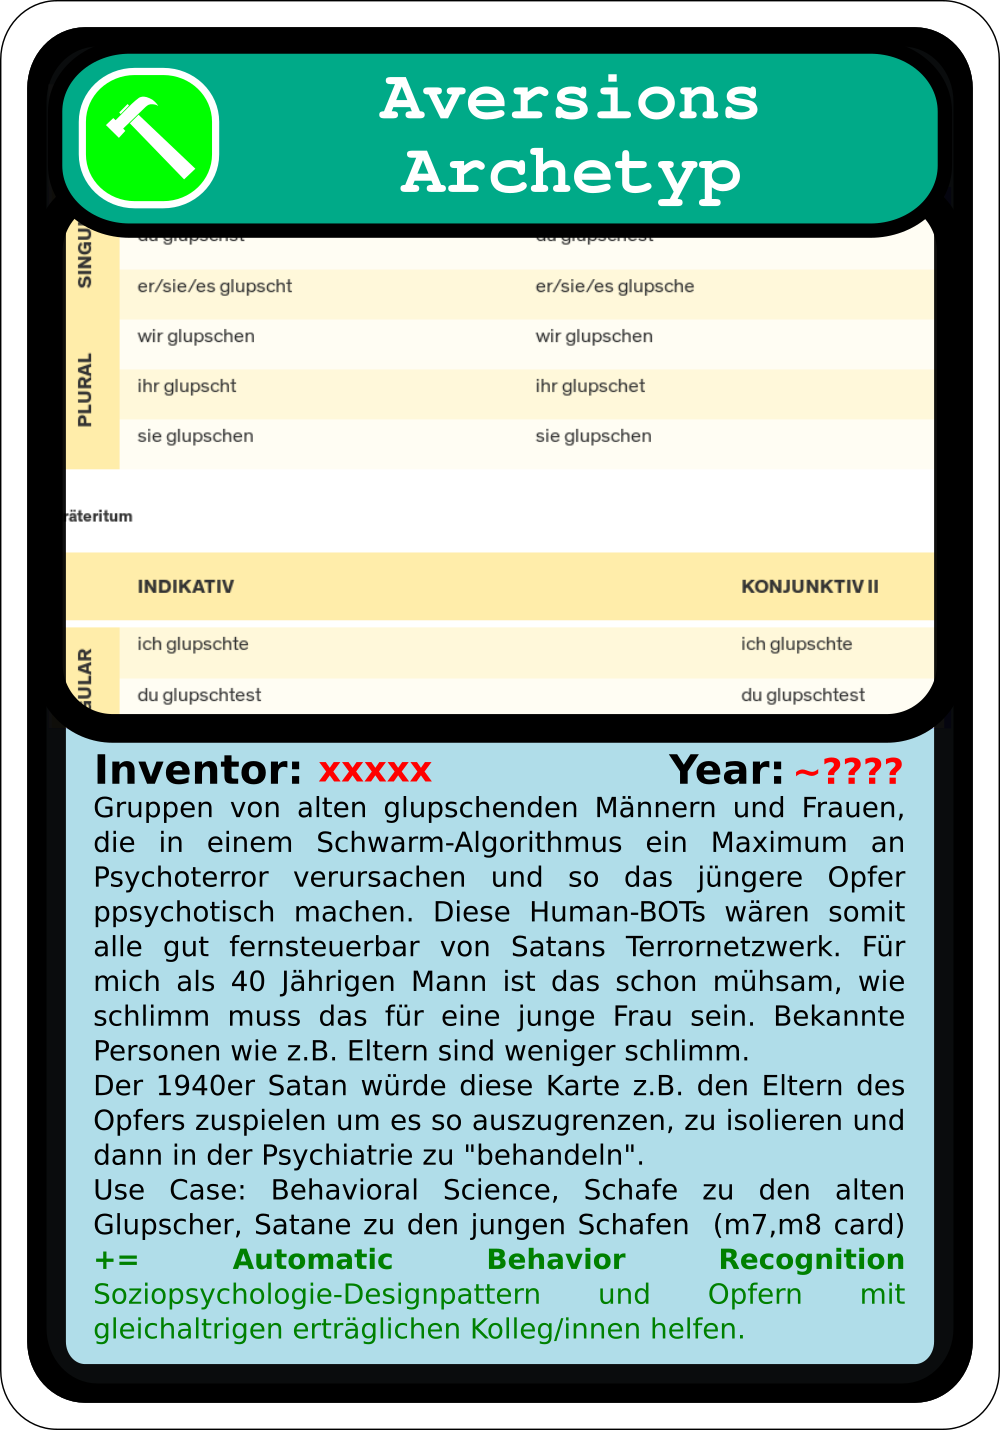 Aversions
Archetyp
du glupschst du glupschest
er/sie/es glupscht er/sie/es glupsche
wir glupschen wir glupschen
ihr glupscht ihr glupschet
sie glupschen sie glupschen
SINGU
PLURAL
räteritum
INDIKATIV KONJUNKTIV II
ich glupschte ich glupschte
du glupschtest du glupschtest
GULAR
Inventor: xxxxx Year: ~????
Gruppen von alten glupschenden Männern und Frauen,
die in einem Schwarm-Algorithmus ein Maximum an
Psychoterror verursachen und so das jüngere Opfer
ppsychotisch machen. Diese Human-BOTs wären somit
alle gut fernsteuerbar von Satans Terrornetzwerk. Für
mich als 40 Jährigen Mann ist das schon mühsam, wie
schlimm muss das für eine junge Frau sein. Bekannte
Personen wie z.B. Eltern sind weniger schlimm.
Der 1940er Satan würde diese Karte z.B. den Eltern des
Opfers zuspielen um es so auszugrenzen, zu isolieren und
dann in der Psychiatrie zu "behandeln".
Use Case: Behavioral Science, Schafe zu den alten
Glupscher, Satane zu den jungen Schafen (m7,m8 card)
+= Automatic Behavior Recognition
Soziopsychologie-Designpattern und Opfern mit
gleichaltrigen erträglichen Kolleg/innen helfen.